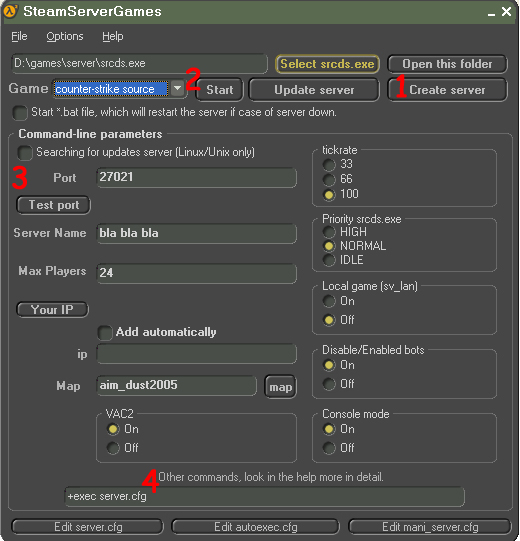 SteamServerGames
File Options Help
D:\games\server\srcds.exe Select srcds.exe Open this folder
Game counter-strike source 2 Start Update server 1 Create server
Start *.bat file, which will restart the server if case of server down.
Command-line parameters
Searching for updates server (Linux/Unix only)
3 Port 27021
Test port
Server Name bla bla bla
Max Players 24
Your IP
Add automatically
ip
Map aim_dust2005 map
VAC2
On
Off
tickrate
33
66
100
Priority srcds.exe
HIGH
NORMAL
IDLE
Local game (sv_lan)
On
Off
Disable/Enabled bots
On
Off
Console mode
On
Off
4 Other commands, look in the help more in detail.
+exec server.cfg
Edit server.cfg Edit autoexec.cfg Edit mani_server.cfg